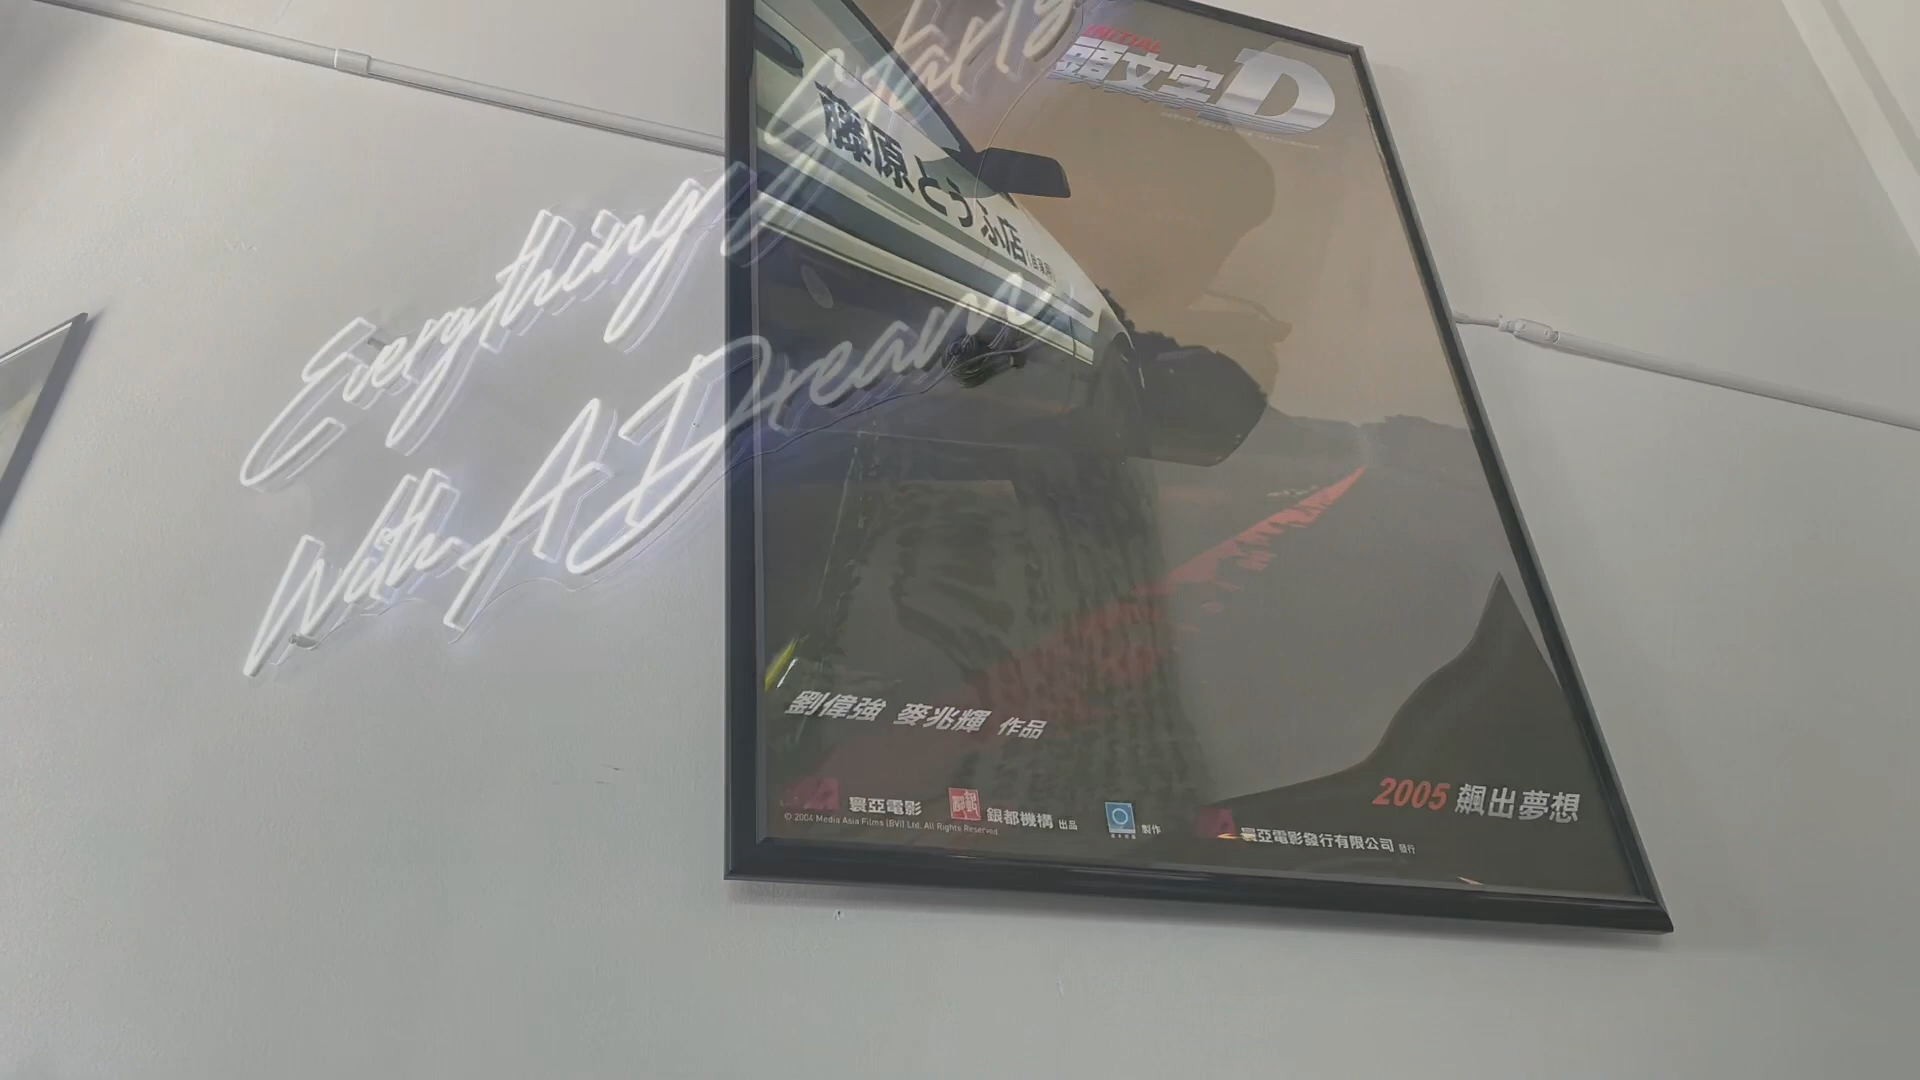 Everything Starts
With A Dream
INITIAL
頭文字D
藤原とうふ店
劉偉強 麥兆輝 作品
2005 飆出夢想
寰亞電影
銀都機構 出品
製作
寰亞電影發行有限公司 發行
© 2004 Media Asia Films (BVI) Ltd. All Rights Reserved